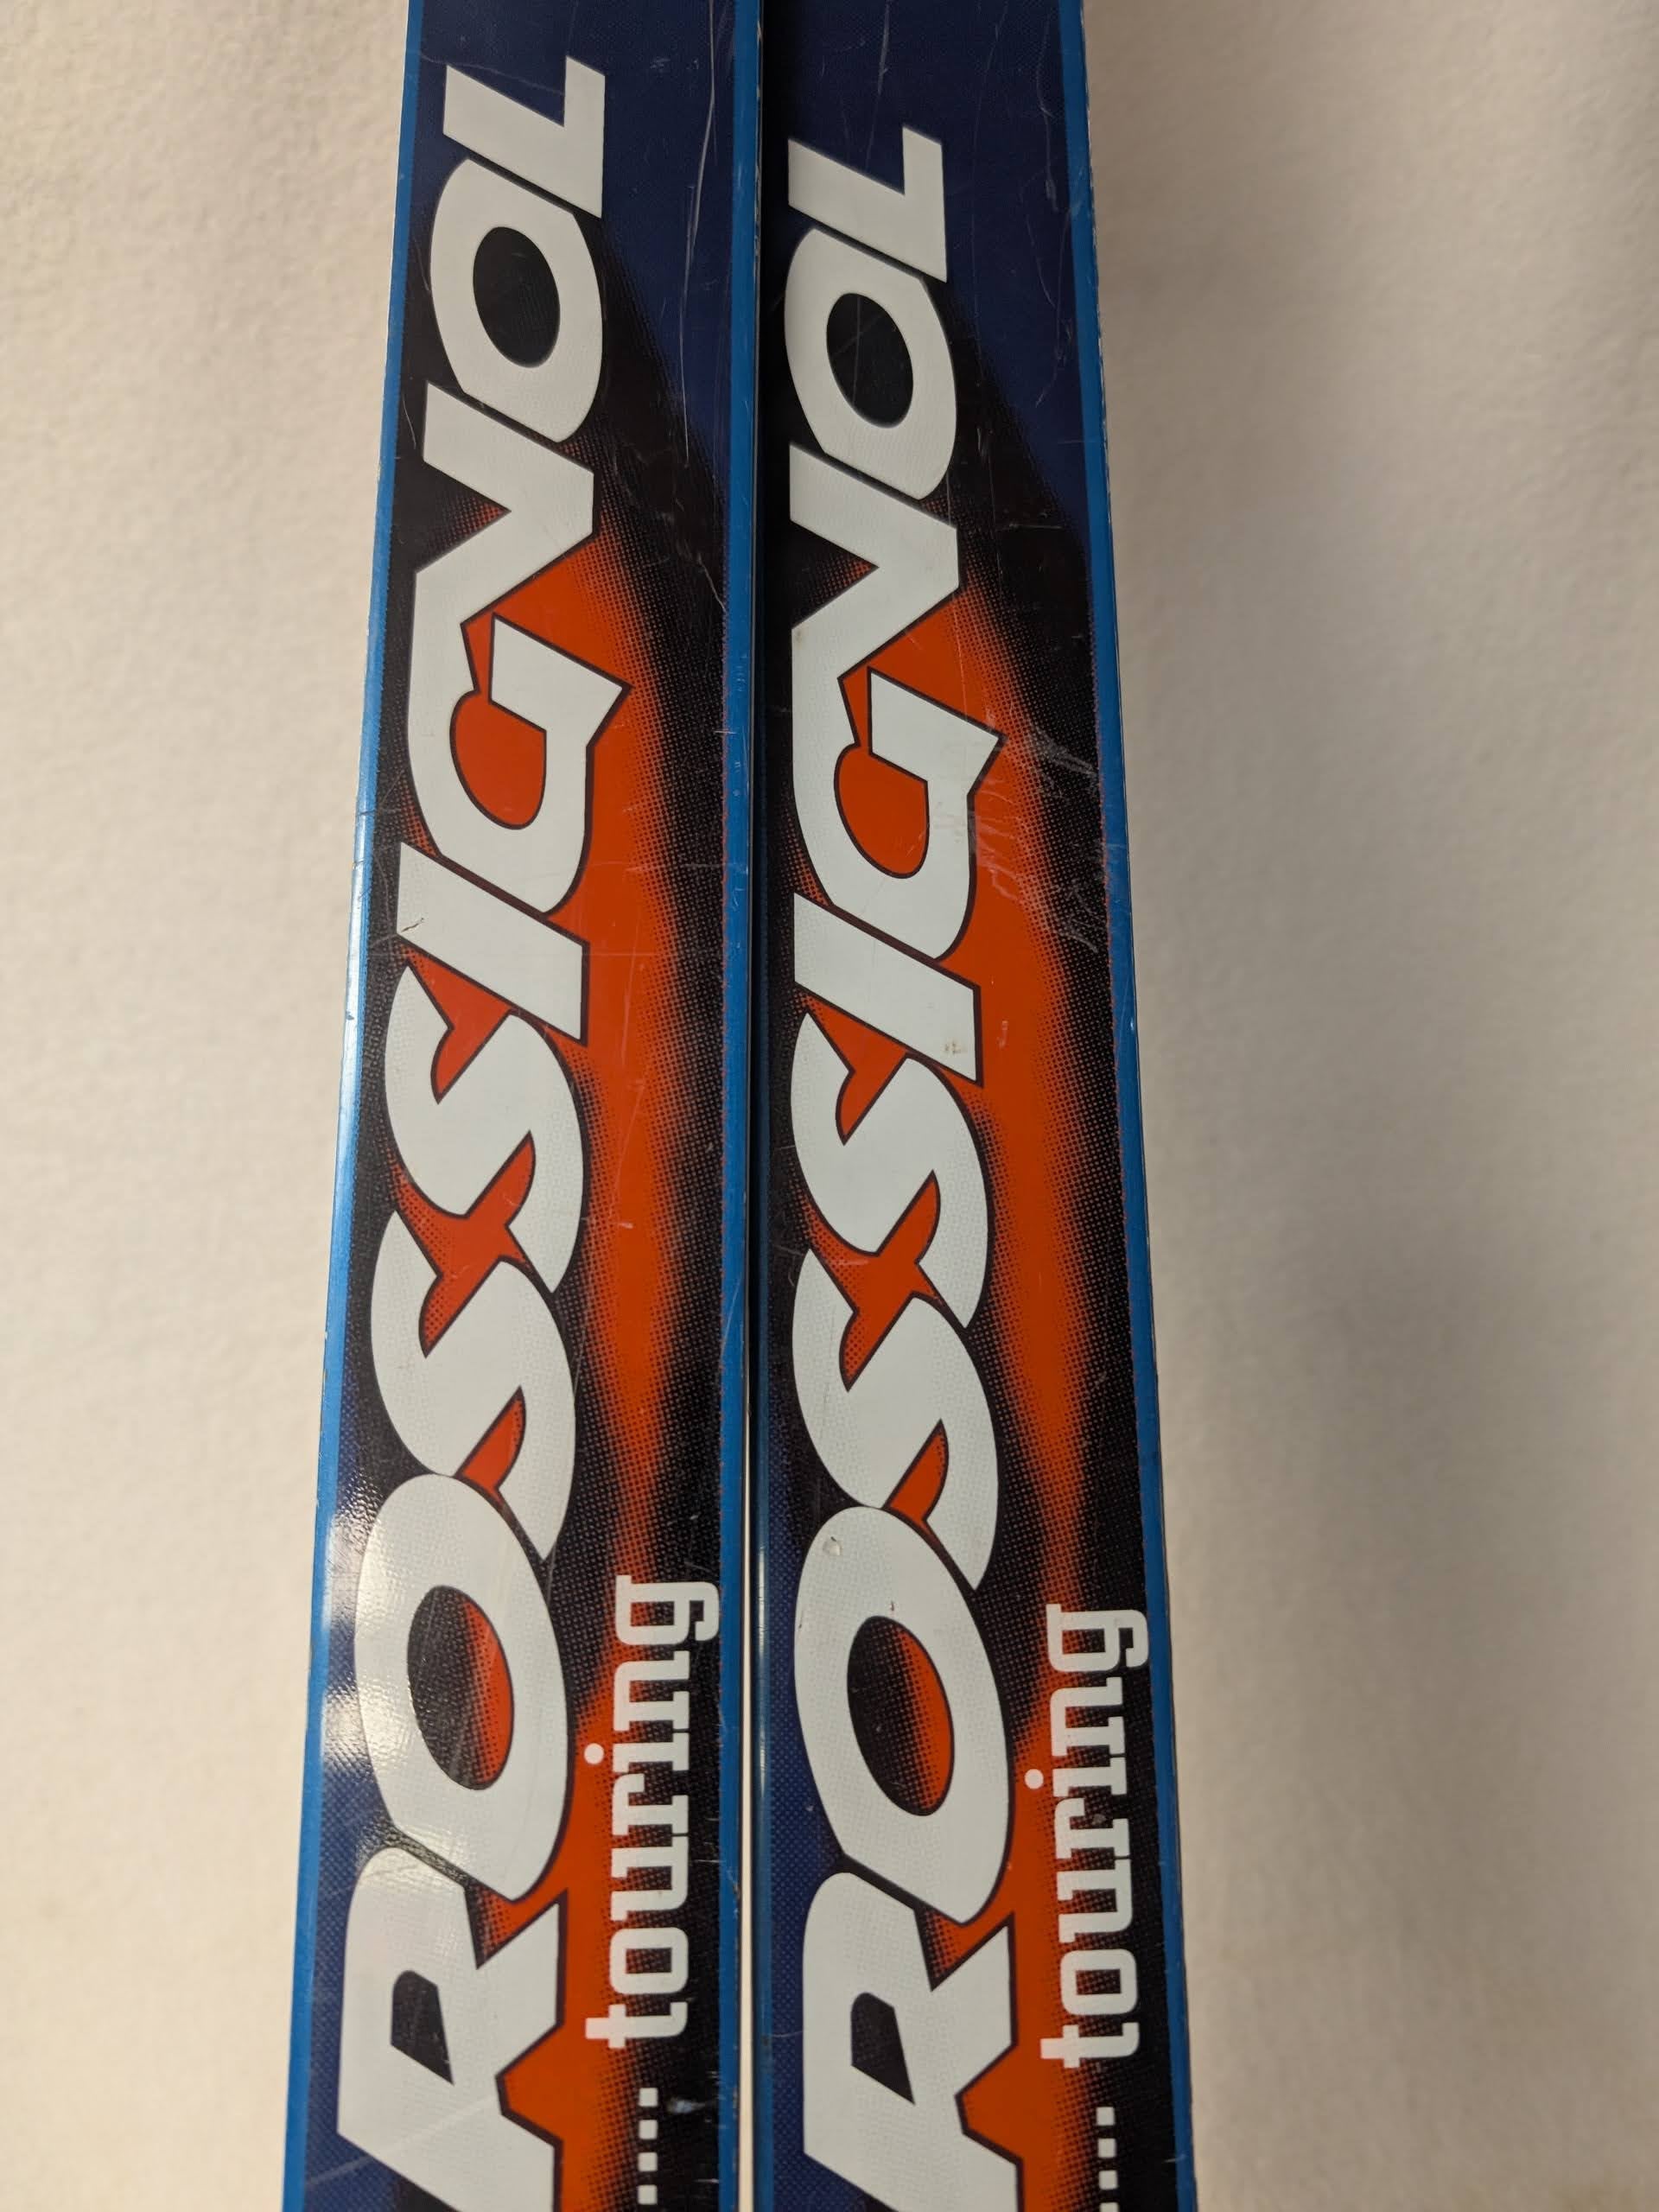 ROSSIGNOL
..... touring
ROSSIGNOL
.... touring